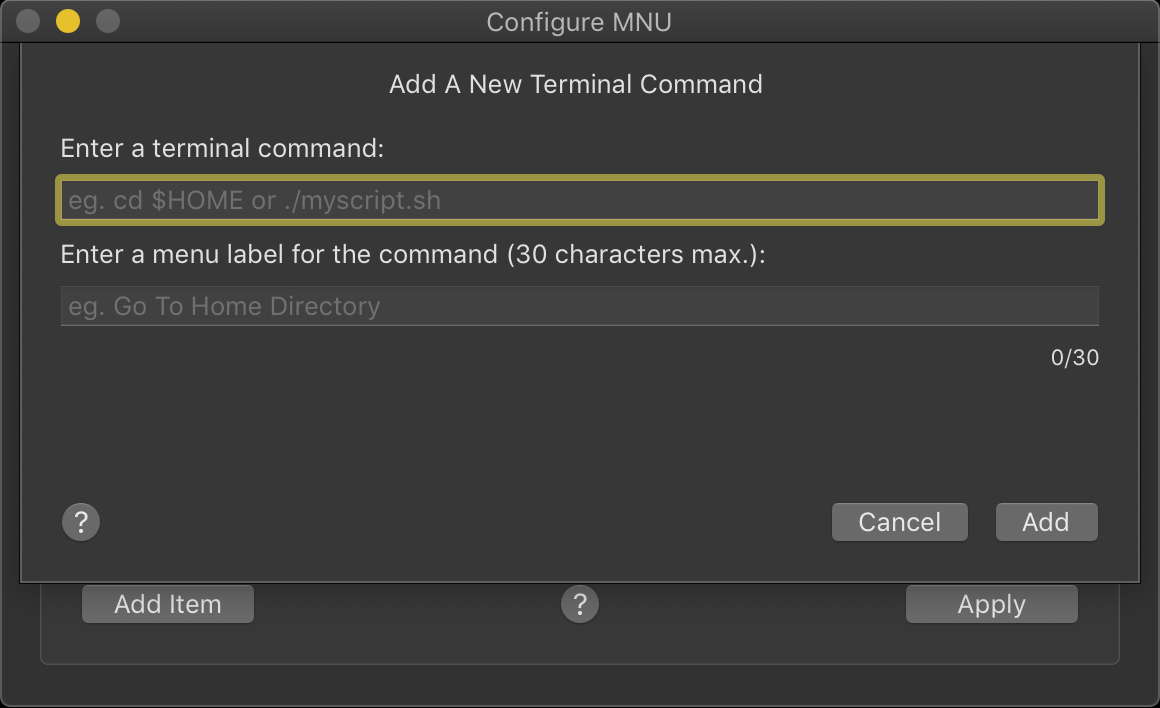 Configure MNU
Add A New Terminal Command
Enter a terminal command:
eg. cd $HOME or ./myscript.sh
Enter a menu label for the command (30 characters max.):
eg. Go To Home Directory
0/30
? Cancel Add
Add Item ? Apply